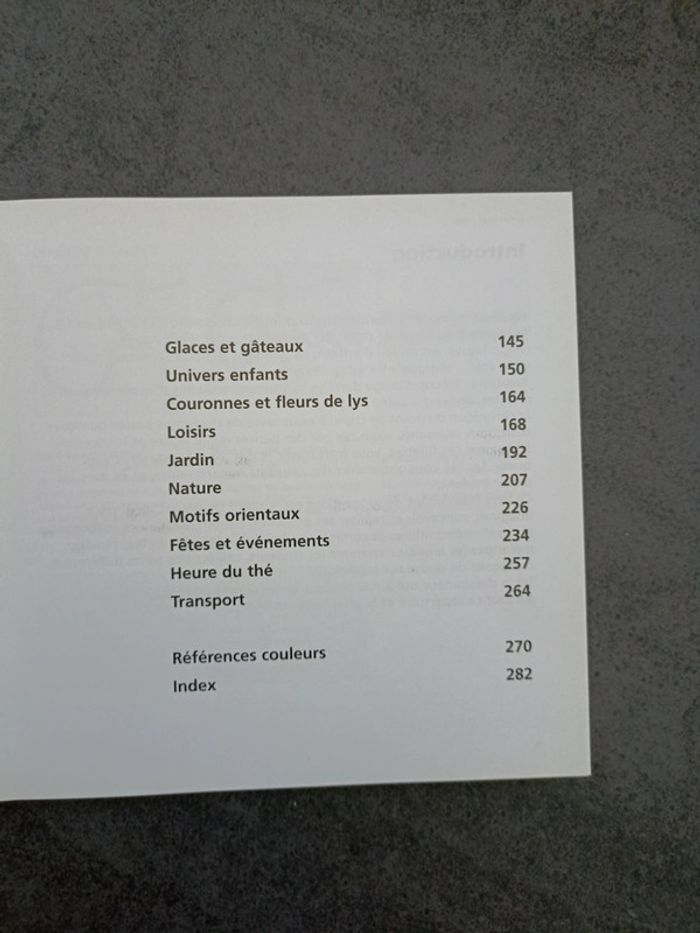 Glaces et gâteaux 145
Univers enfants 150
Couronnes et fleurs de lys 164
Loisirs 168
Jardin 192
Nature 207
Motifs orientaux 226
Fêtes et événements 234
Heure du thé 257
Transport 264
Références couleurs 270
Index 282
Introduction